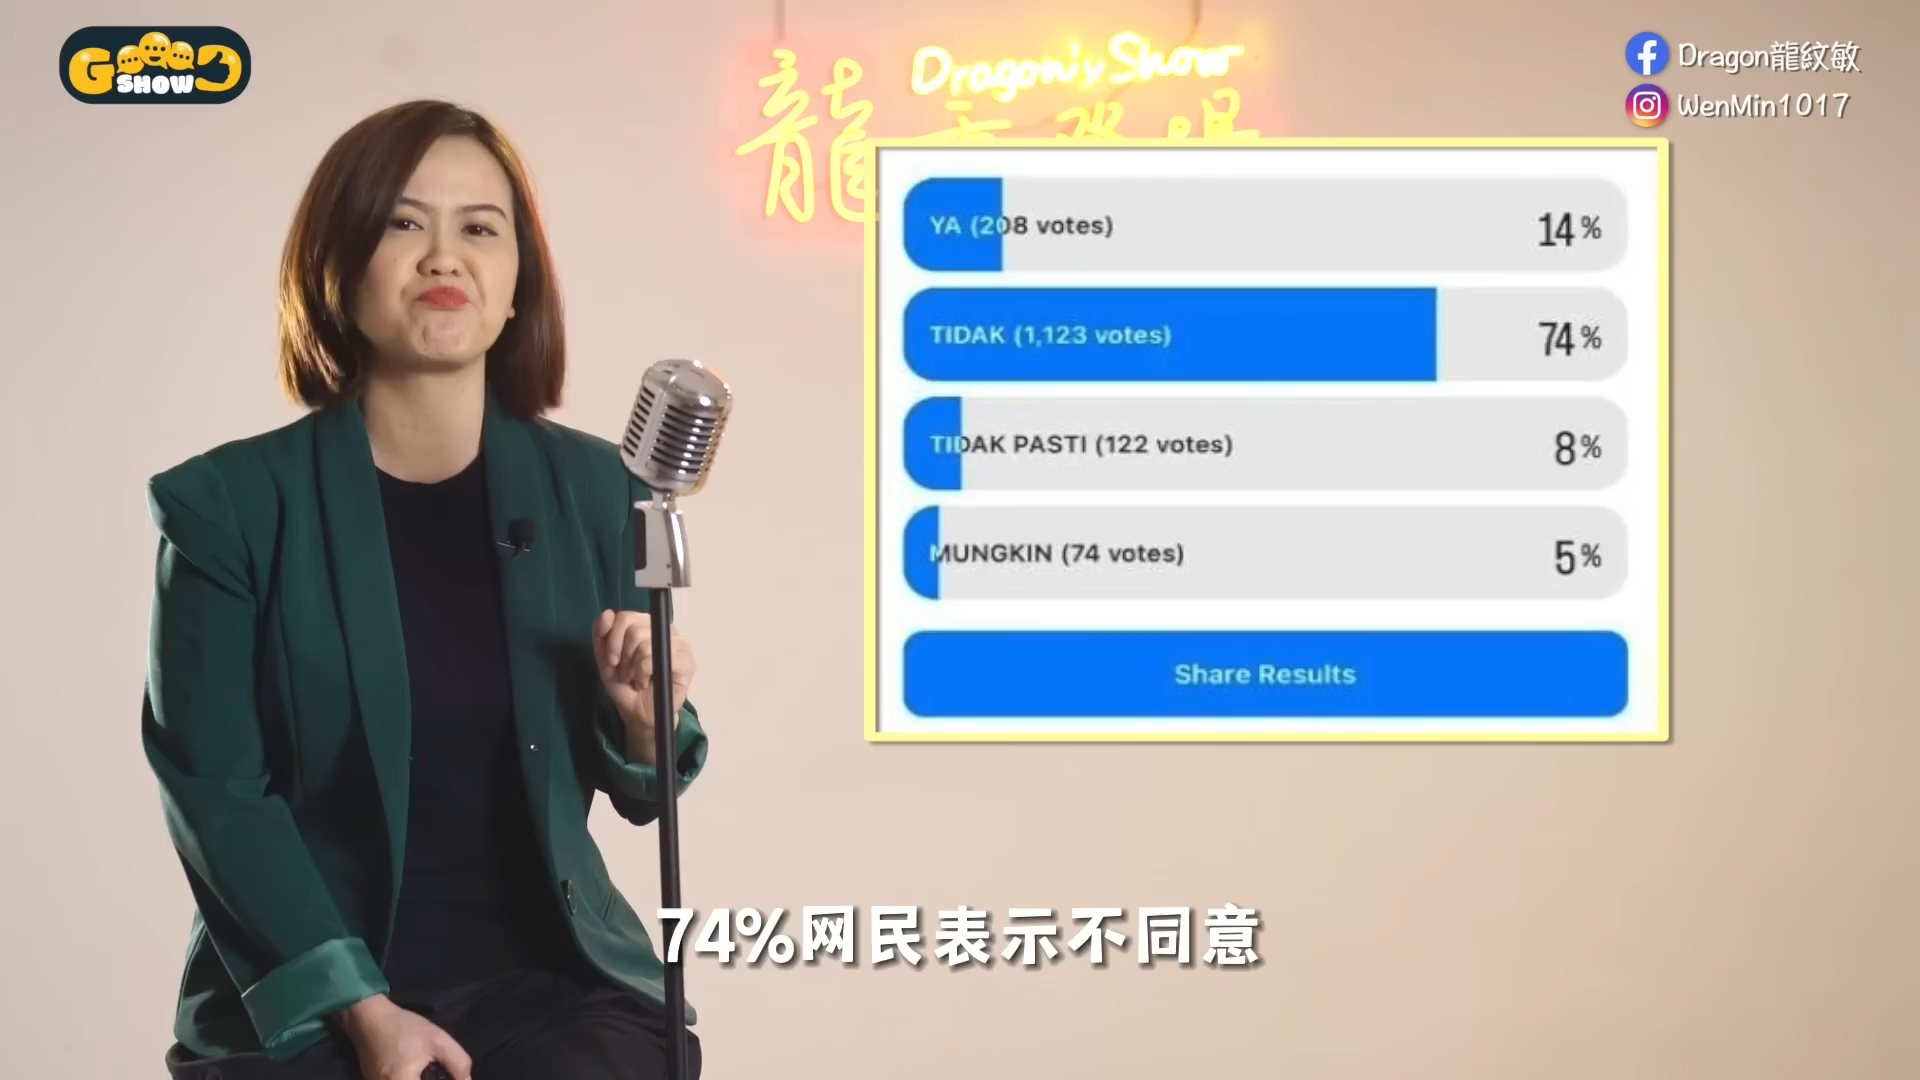 GOOOD
SHOW
Dragon's Show
龍
Dragon龍紋敏
WenMin1017
YA (208 votes) 14%
TIDAK (1,123 votes) 74%
TIDAK PASTI (122 votes) 8%
MUNGKIN (74 votes) 5%
Share Results
74%网民表示不同意